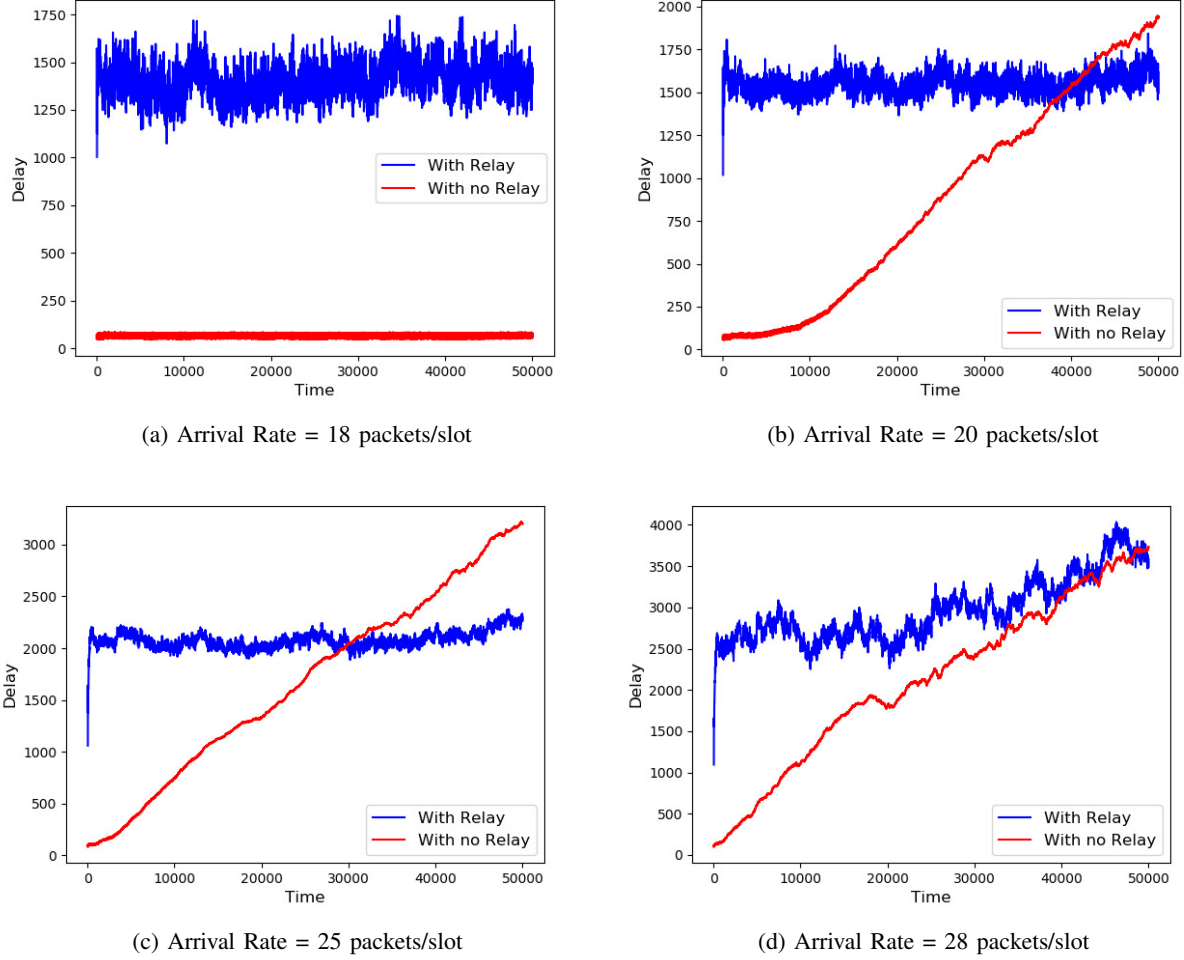 1750
1500
1250
1000
750
500
250
0
Delay
With Relay
With no Relay
0 10000 20000 30000 40000 50000
Time
(a) Arrival Rate = 18 packets/slot
2000
1750
1500
1250
1000
750
500
250
0
Delay
With Relay
With no Relay
0 10000 20000 30000 40000 50000
Time
(b) Arrival Rate = 20 packets/slot
3000
2500
2000
1500
1000
500
0
Delay
With Relay
With no Relay
0 10000 20000 30000 40000 50000
Time
(c) Arrival Rate = 25 packets/slot
4000
3500
3000
2500
2000
1500
1000
500
0
Delay
With Relay
With no Relay
0 10000 20000 30000 40000 50000
Time
(d) Arrival Rate = 28 packets/slot